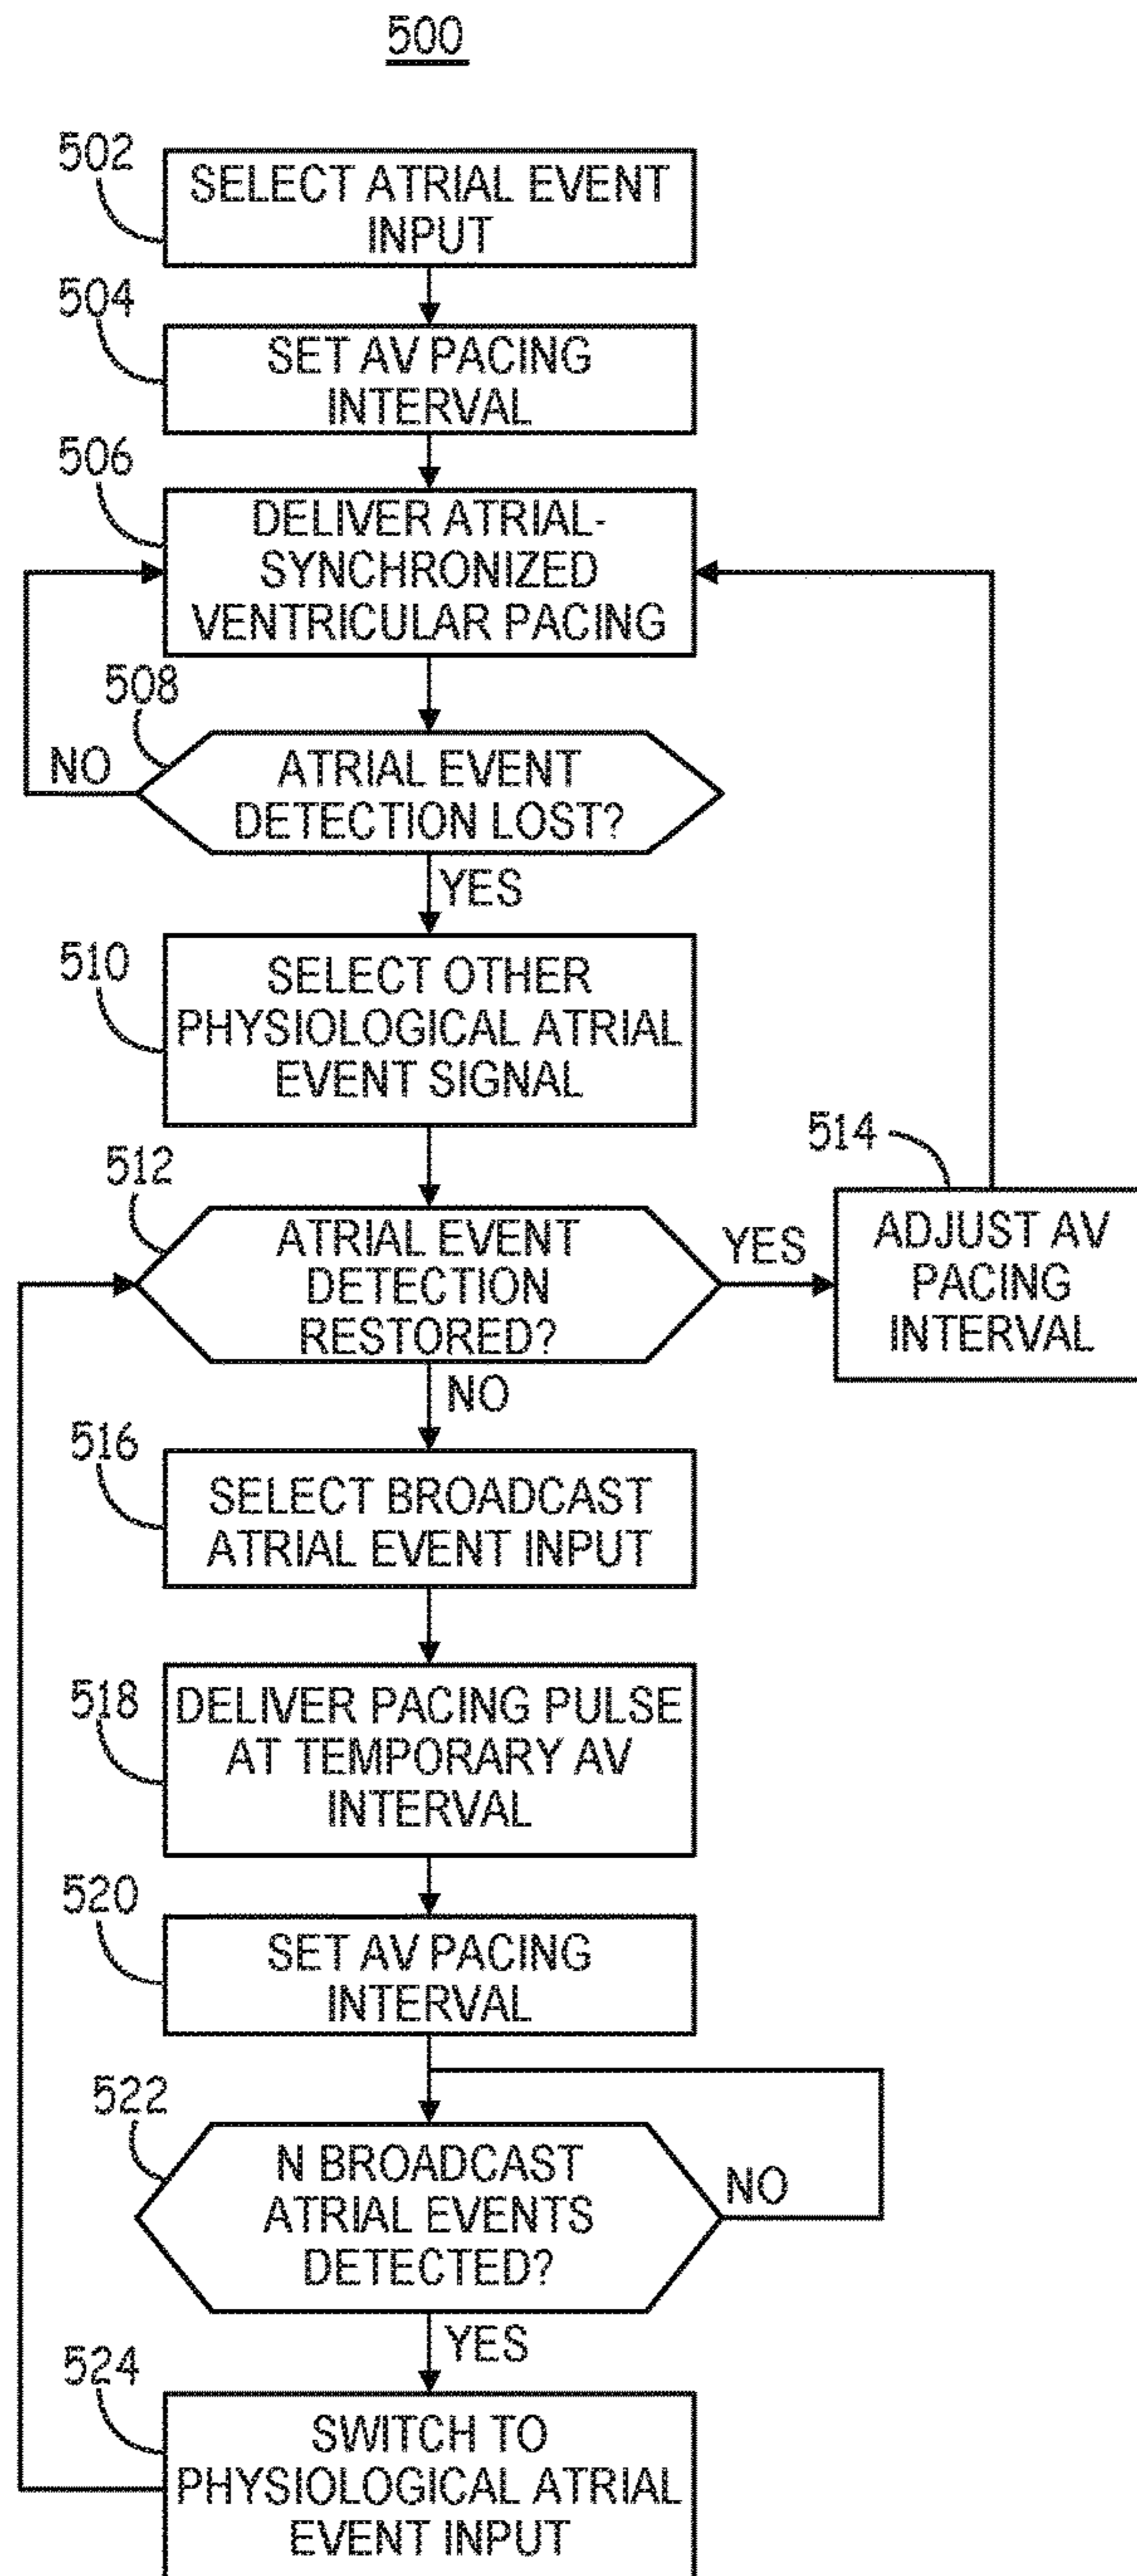 500
502
SELECT ATRIAL EVENT
INPUT
504
SET AV PACING
INTERVAL
506
DELIVER ATRIAL-
SYNCHRONIZED
VENTRICULAR PACING
508
NO
ATRIAL EVENT
DETECTION LOST?
YES
510
SELECT OTHER
PHYSIOLOGICAL ATRIAL
EVENT SIGNAL
512
ATRIAL EVENT
DETECTION
RESTORED?
YES
514
ADJUST AV
PACING
INTERVAL
NO
516
SELECT BROADCAST
ATRIAL EVENT INPUT
518
DELIVER PACING PULSE
AT TEMPORARY AV
INTERVAL
520
SET AV PACING
INTERVAL
522
N BROADCAST
ATRIAL EVENTS
DETECTED?
NO
YES
524
SWITCH TO
PHYSIOLOGICAL ATRIAL
EVENT INPUT